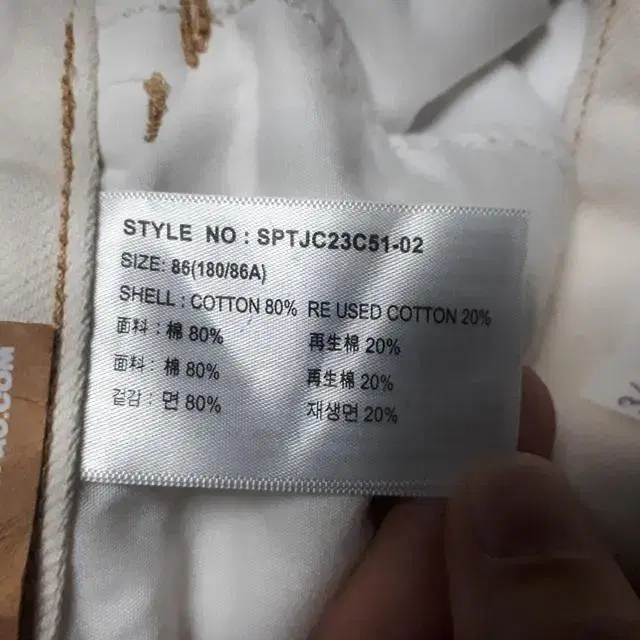 STYLE NO : SPTJC23C51-02
SIZE: 86(180/86A)
SHELL : COTTON 80% RE USED COTTON 20%
面料 : 棉 80% 再生棉 20%
面料 : 棉 80% 再生棉 20%
겉감 : 면 80% 재생면 20%